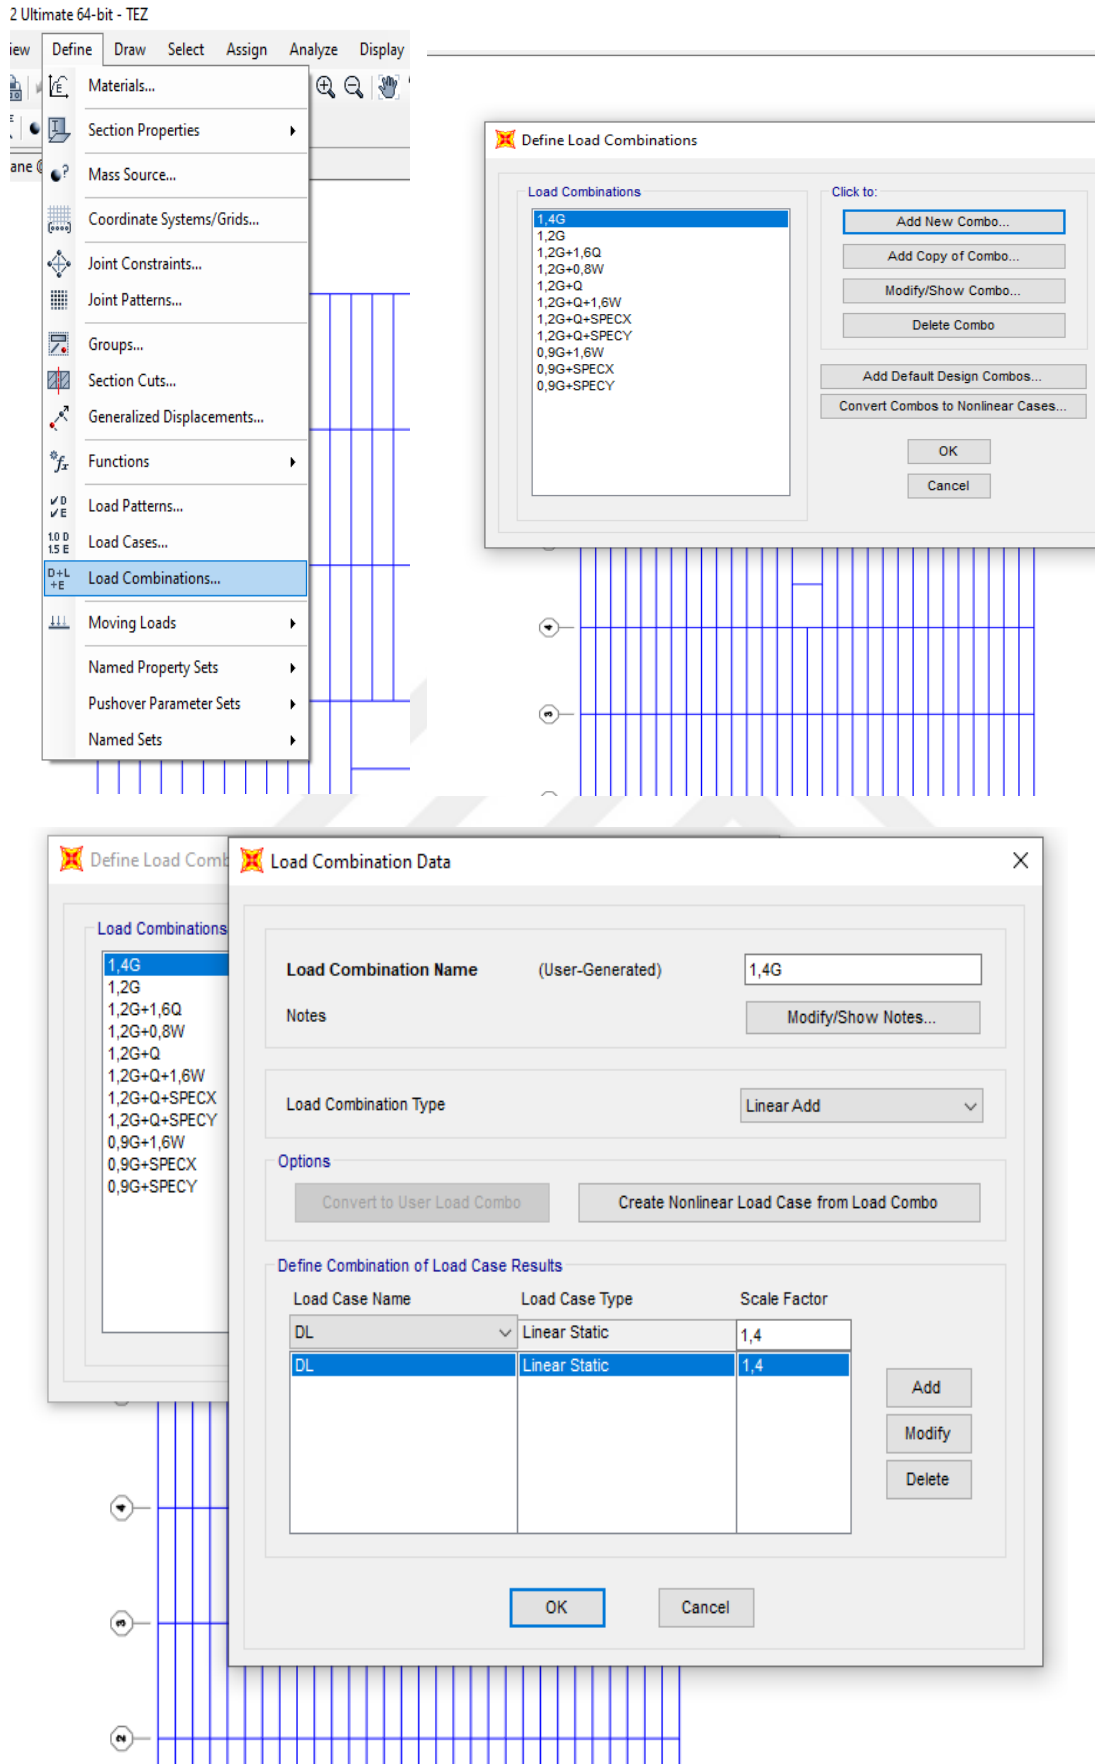 2 Ultimate 64-bit - TEZ
iew Define Draw Select Assign Analyze Display
Materials...
Section Properties
ane
Mass Source...
Coordinate Systems/Grids...
Joint Constraints...
Joint Patterns...
Groups...
Section Cuts...
Generalized Displacements...
Functions
Load Patterns...
Load Cases...
D+L
+E
Load Combinations...
Moving Loads
Named Property Sets
Pushover Parameter Sets
Named Sets
Define Load Combinations
Load Combinations
1,4G
1,2G
1,2G+1,6Q
1,2G+0,8W
1,2G+Q
1,2G+Q+1,6W
1,2G+Q+SPECX
1,2G+Q+SPECY
0,9G+1,6W
0,9G+SPECX
0,9G+SPECY
Click to:
Add New Combo...
Add Copy of Combo...
Modify/Show Combo...
Delete Combo
Add Default Design Combos...
Convert Combos to Nonlinear Cases...
OK
Cancel
4
3
Define Load Comb
Load Combinations
1,4G
1,2G
1,2G+1,6Q
1,2G+0,8W
1,2G+Q
1,2G+Q+1,6W
1,2G+Q+SPECX
1,2G+Q+SPECY
0,9G+1,6W
0,9G+SPECX
0,9G+SPECY
Load Combination Data
Load Combination Name (User-Generated) 1,4G
Notes Modify/Show Notes...
Load Combination Type Linear Add
Options
Convert to User Load Combo Create Nonlinear Load Case from Load Combo
Define Combination of Load Case Results
Load Case Name Load Case Type Scale Factor
DL Linear Static 1,4
DL Linear Static 1,4
Add
Modify
Delete
OK Cancel
4
3
2